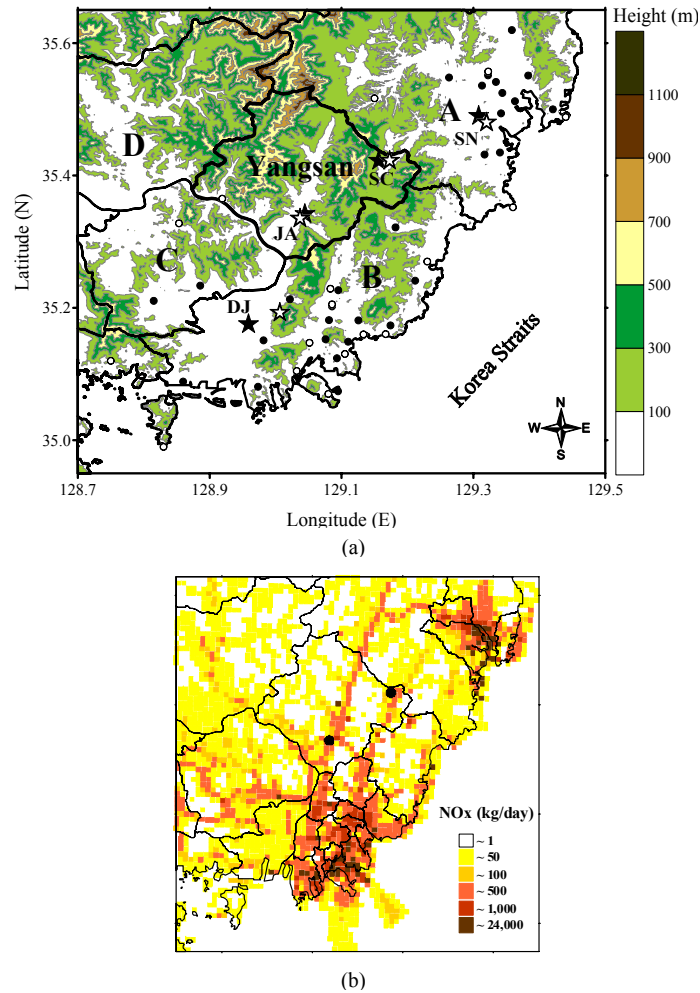 Height (m)
35.6
1100
A
SN
D
900
Yangsan
SC
35.4
700
JA
C
500
B
DJ
35.2
300
Korea Straits
100
N
W E
S
35.0
Latitude (N)
128.7 128.9 129.1 129.3 129.5
Longitude (E)
(a)
NOx (kg/day)
~ 1
~ 50
~ 100
~ 500
~ 1,000
~ 24,000
(b)